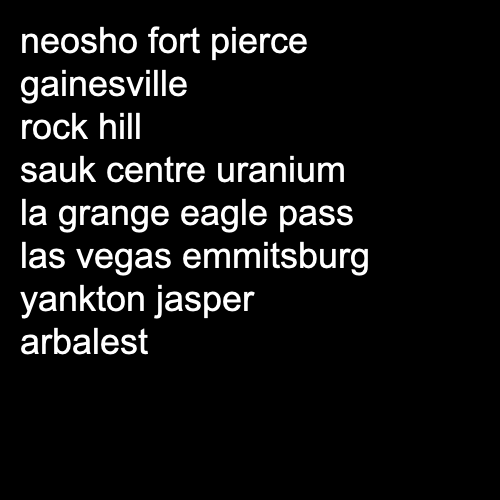 neosho fort pierce
gainesville
rock hill
sauk centre uranium
la grange eagle pass
las vegas emmitsburg
yankton jasper
arbalest